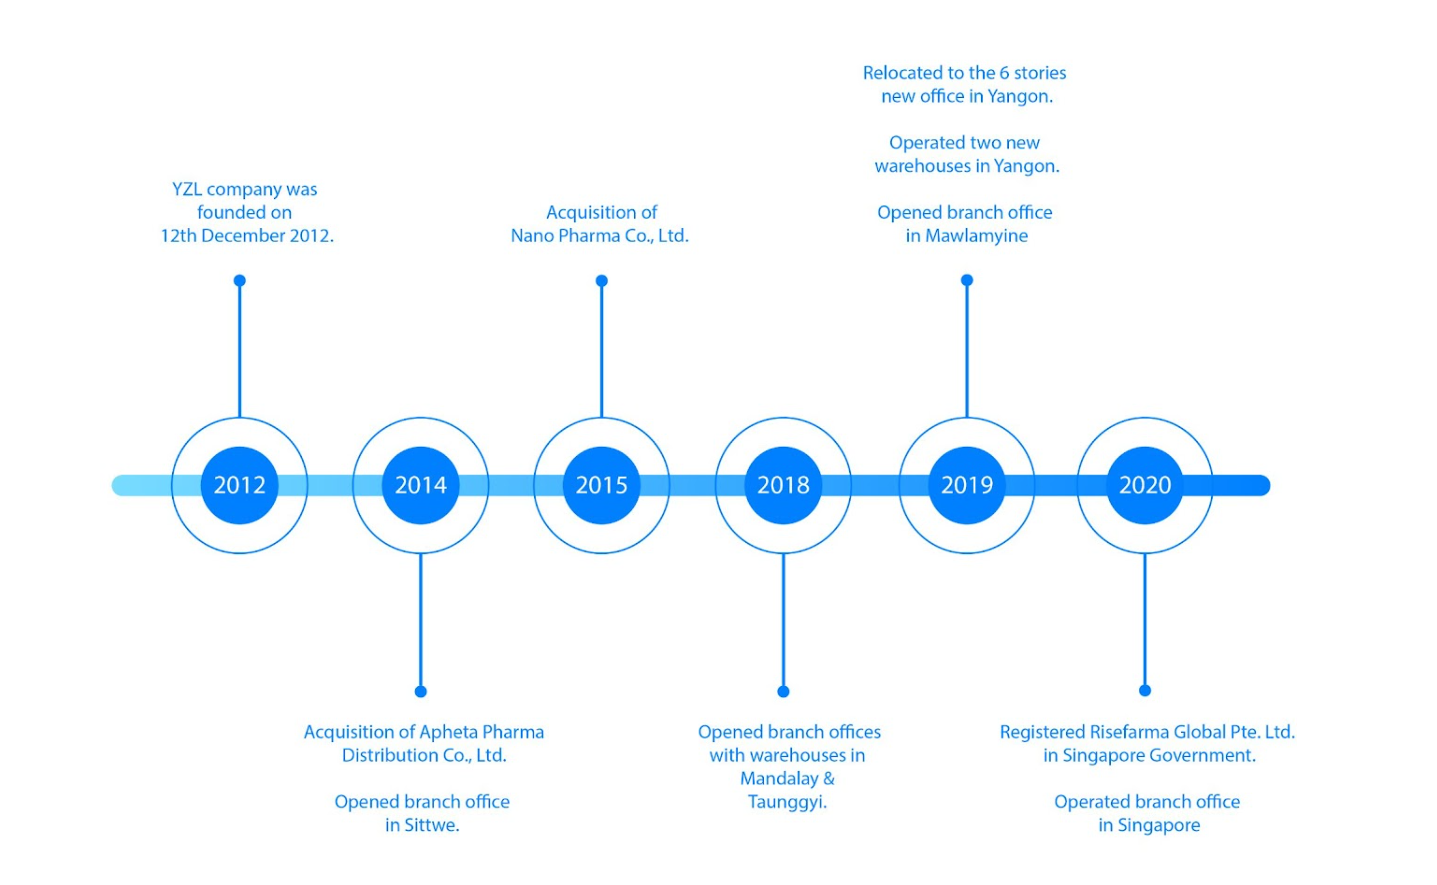 YZL company was
founded on
12th December 2012.
2012
2014
Acquisition of Apheta Pharma
Distribution Co., Ltd.
Opened branch office
in Sittwe.
Acquisition of
Nano Pharma Co., Ltd.
2015
2018
Opened branch offices
with warehouses in
Mandalay &
Taunggyi.
Relocated to the 6 stories
new office in Yangon.
Operated two new
warehouses in Yangon.
Opened branch office
in Mawlamyine
2019
2020
Registered Risefarma Global Pte. Ltd.
in Singapore Government.
Operated branch office
in Singapore